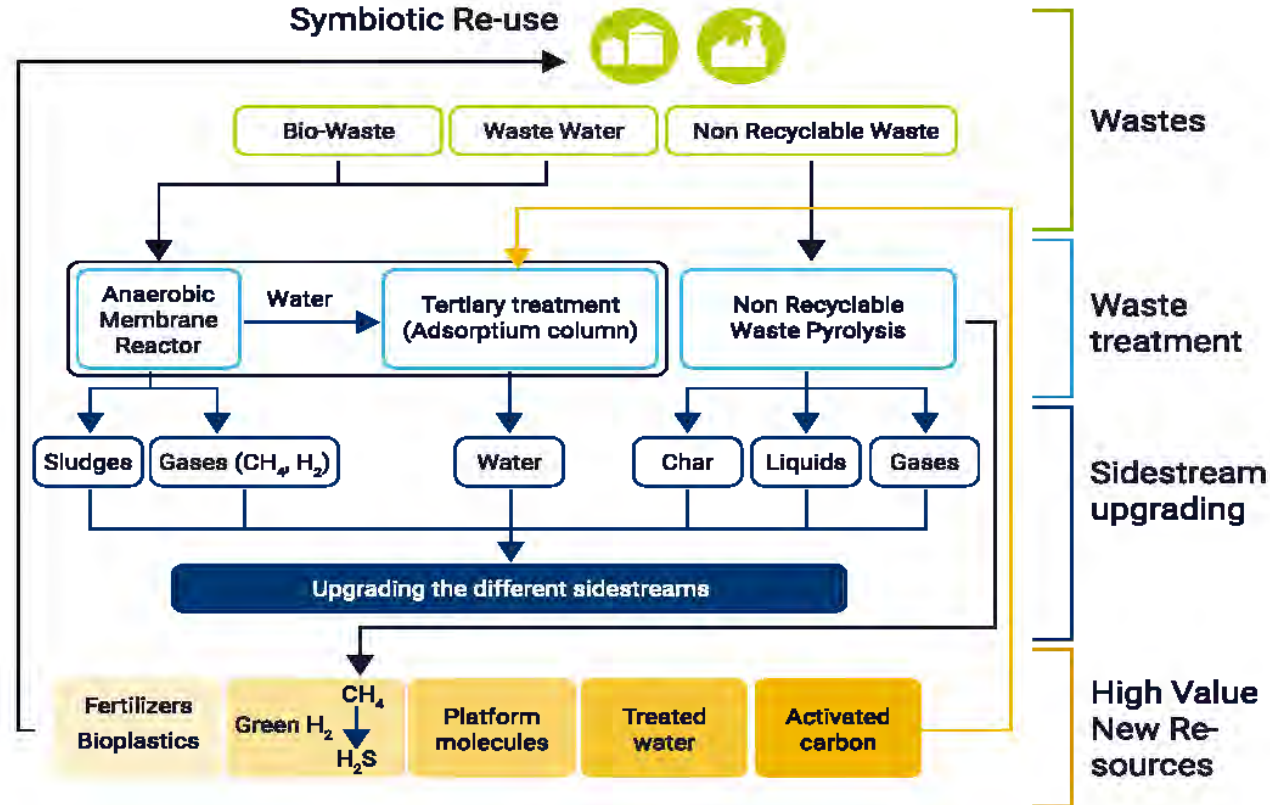 Symbiotic Re-use
Bio-Waste
Waste Water
Non Recyclable Waste
Wastes
Anaerobic
Membrane
Reactor
Water
Tertiary treatment
(Adsorptium column)
Non Recyclable
Waste Pyrolysis
Waste
treatment
Sludges
Gases (CH₄, H₂)
Water
Char
Liquids
Gases
Sidestream
upgrading
Upgrading the different sidestreams
Fertilizers
Bioplastics
Green H₂
CH₄
H₂S
Platform
molecules
Treated
water
Activated
carbon
High Value
New Re-
sources